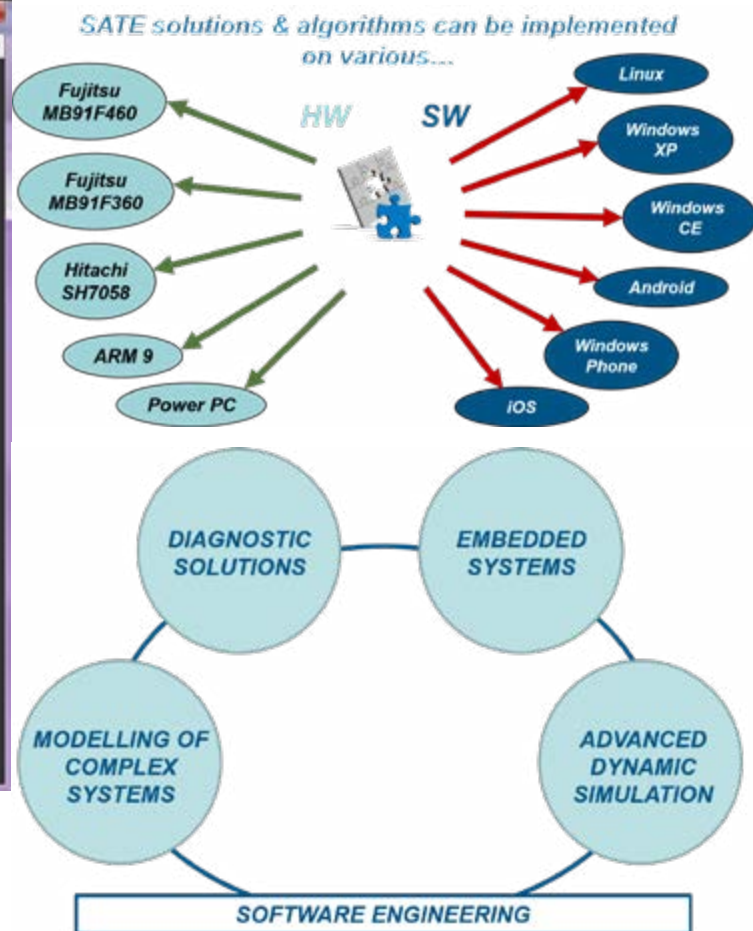 SATE solutions & algorithms can be implemented
on various...
HW
SW
Fujitsu
MB91F460
Fujitsu
MB91F360
Hitachi
SH7058
ARM 9
Power PC
Linux
Windows
XP
Windows
CE
Android
Windows
Phone
iOS
DIAGNOSTIC
SOLUTIONS
EMBEDDED
SYSTEMS
MODELLING OF
COMPLEX
SYSTEMS
ADVANCED
DYNAMIC
SIMULATION
SOFTWARE ENGINEERING